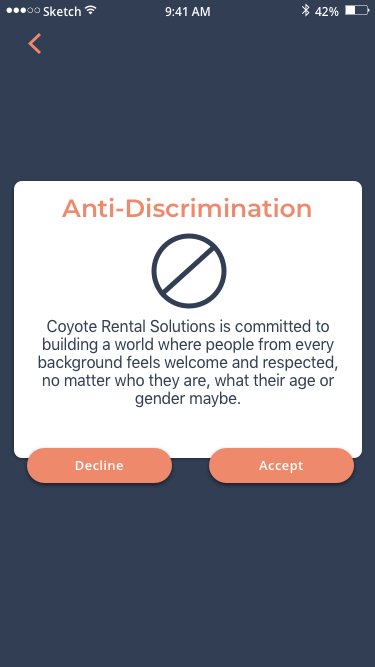 Sketch 9:41 AM 42%
Anti-Discrimination
Coyote Rental Solutions is committed to
building a world where people from every
background feels welcome and respected,
no matter who they are, what their age or
gender maybe.
Decline Accept